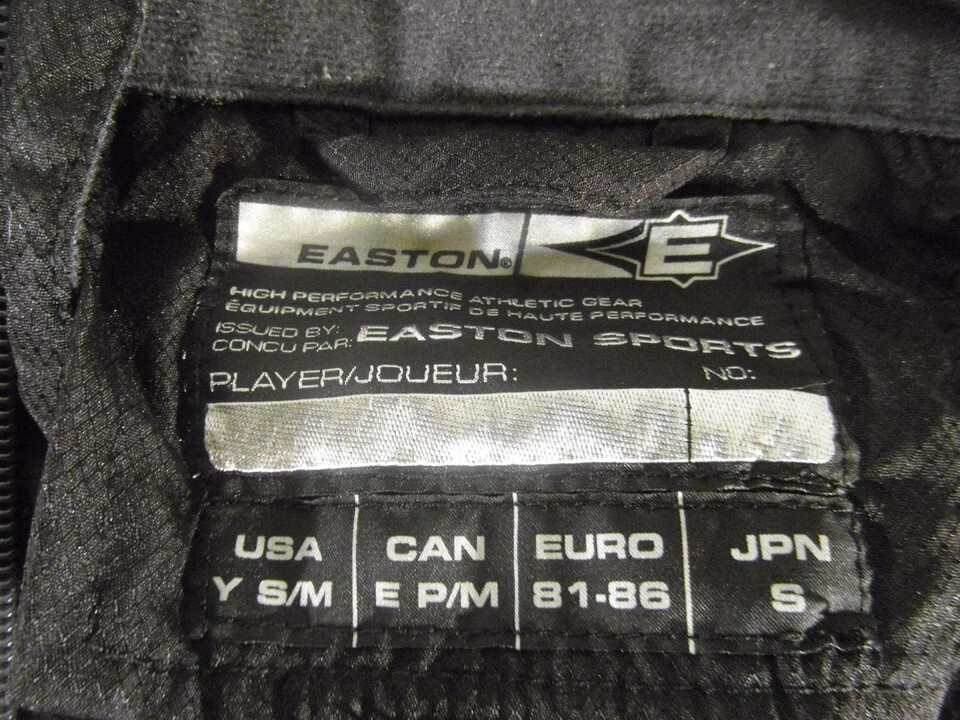 EASTON® E
HIGH PERFORMANCE ATHLETIC GEAR
ÉQUIPMENT SPORTIF DE HAUTE PERFORMANCE
ISSUED BY: EASTON SPORTS
CONCU PAR:
PLAYER/JOUEUR: NO:
USA CAN EURO JPN
Y S/M E P/M 81-86 S